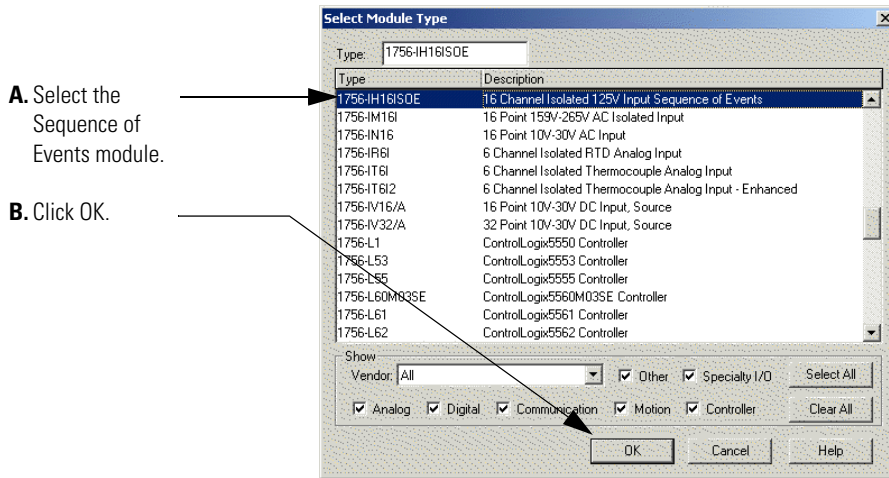 Select Module Type
Type: 1756-IH16ISOE
Type Description
1756-IH16ISOE 16 Channel Isolated 125V Input Sequence of Events
1756-IM16I 16 Point 159V-265V AC Isolated Input
1756-IN16 16 Point 10V-30V AC Input
1756-IR6I 6 Channel Isolated RTD Analog Input
1756-IT6I 6 Channel Isolated Thermocouple Analog Input
1756-IT6I2 6 Channel Isolated Thermocouple Analog Input - Enhanced
1756-IV16/A 16 Point 10V-30V DC Input, Source
1756-IV32/A 32 Point 10V-30V DC Input, Source
1756-L1 ControlLogix5550 Controller
1756-L53 ControlLogix5553 Controller
1756-L55 ControlLogix5555 Controller
1756-L60M03SE ControlLogix5560M03SE Controller
1756-L61 ControlLogix5561 Controller
1756-L62 ControlLogix5562 Controller
Show
Vendor: All Other Specialty I/O Select All
Analog Digital Communication Motion Controller Clear All
OK Cancel Help
A. Select the
Sequence of
Events module.
B. Click OK.